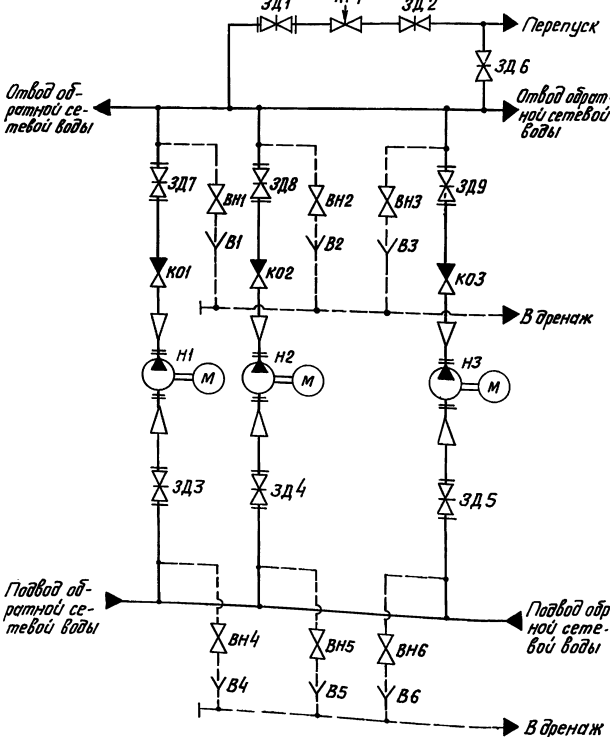 ЗД1
ЗД2
Перепуск
ЗД6
Отвод об-
ратной се-
тевой воды
Отвод обрат-
ной сетевой
воды
ЗД7
ВН1
ЗД8
ВН2
ВН3
ЗД9
В1
В2
В3
КО1
КО2
КО3
В дренаж
Н1
М
Н2
М
Н3
М
ЗД3
ЗД4
ЗД5
Подвод об-
ратной се-
тевой воды
Подвод обр
ной сете-
вой воды
ВН4
ВН5
ВН6
В4
В5
В6
В дренаж